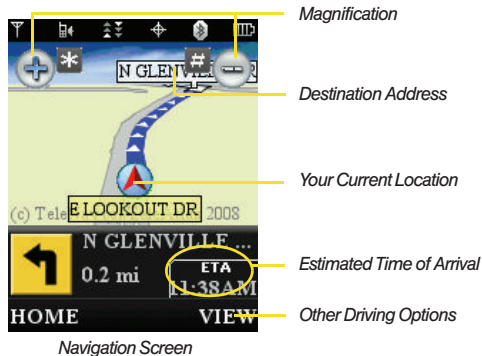 Magnification
* #
N GLENVI
Destination Address
Your Current Location
E LOOKOUT DR
(c) Tele 2008
N GLENVILLE ...
0.2 mi
ETA
11:38AM
Estimated Time of Arrival
HOME VIEW
Other Driving Options
Navigation Screen